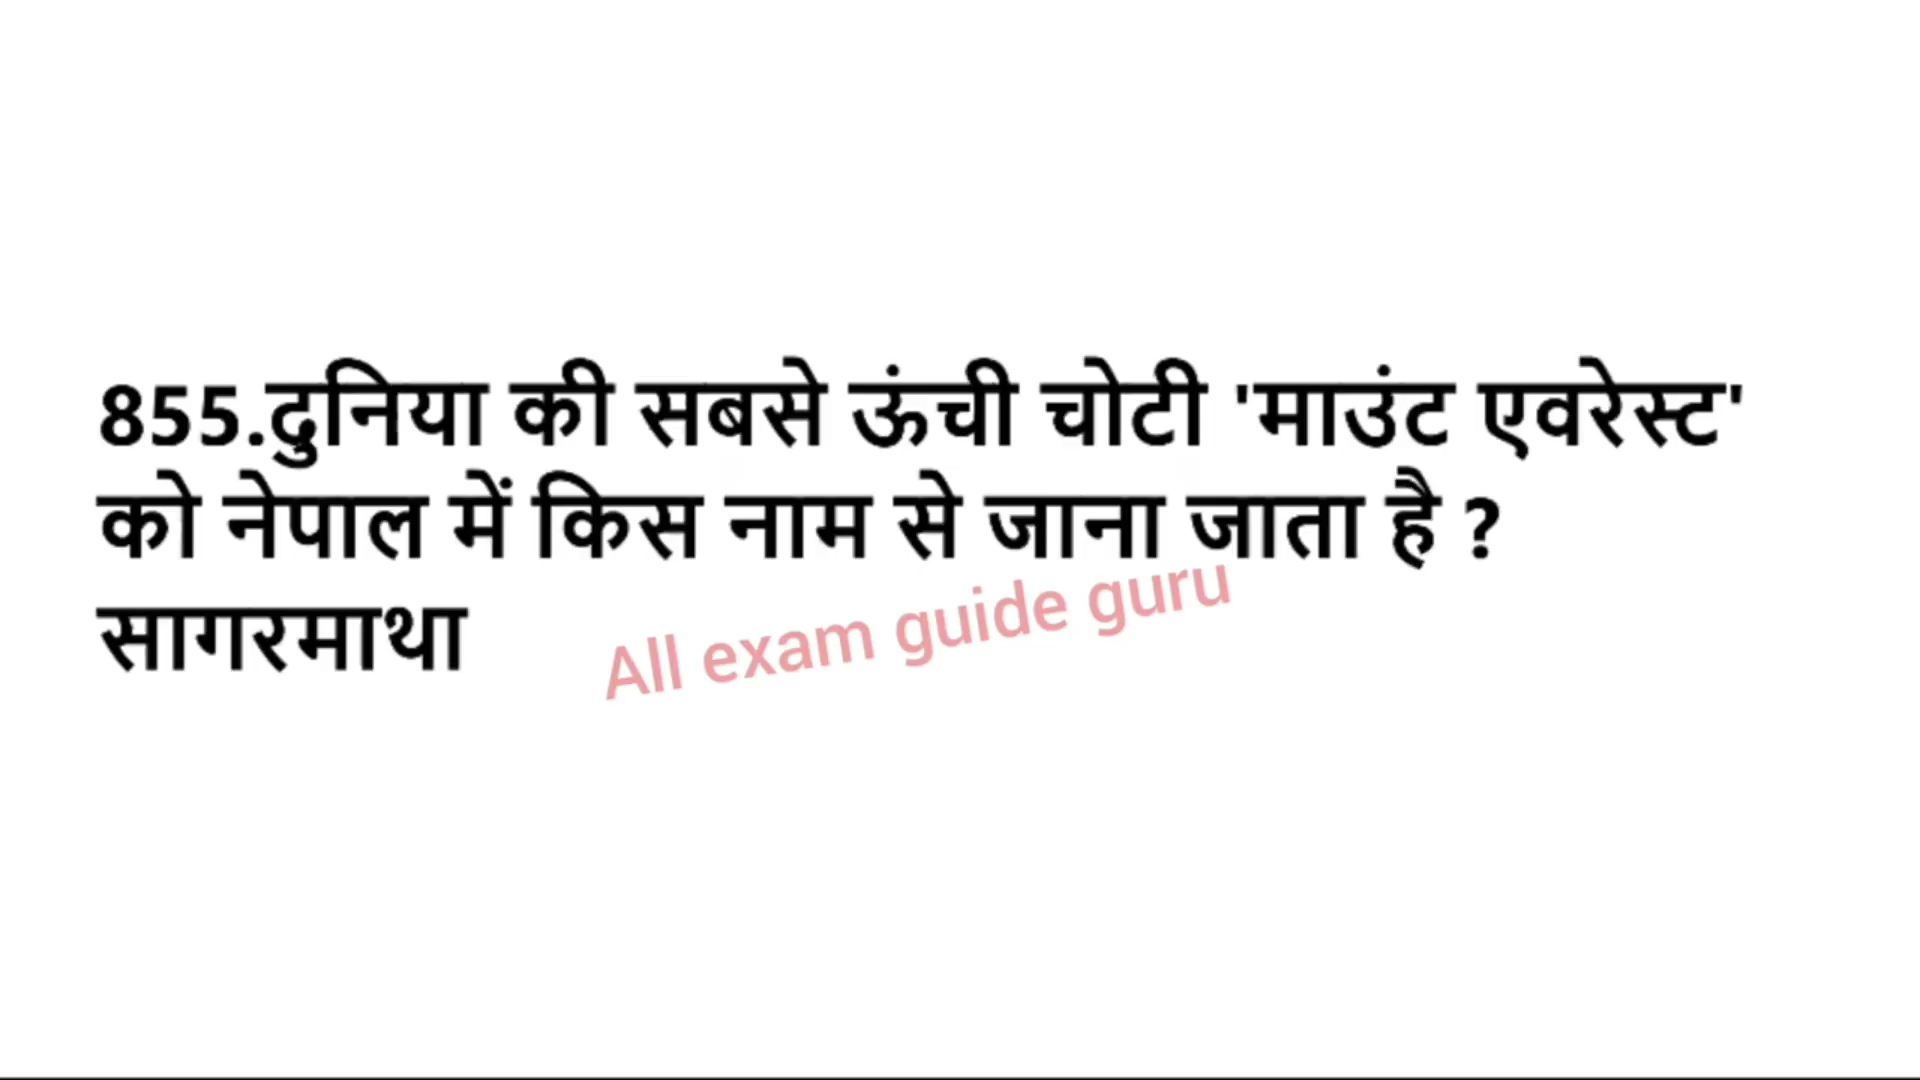 855.दुनिया की सबसे ऊंची चोटी 'माउंट एवरेस्ट'
को नेपाल में किस नाम से जाना जाता है ?
सागरमाथा
All exam guide guru